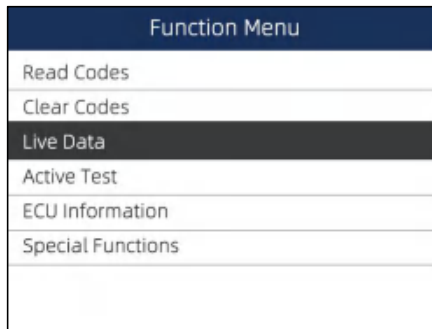 Function Menu
Read Codes
Clear Codes
Live Data
Active Test
ECU Information
Special Functions